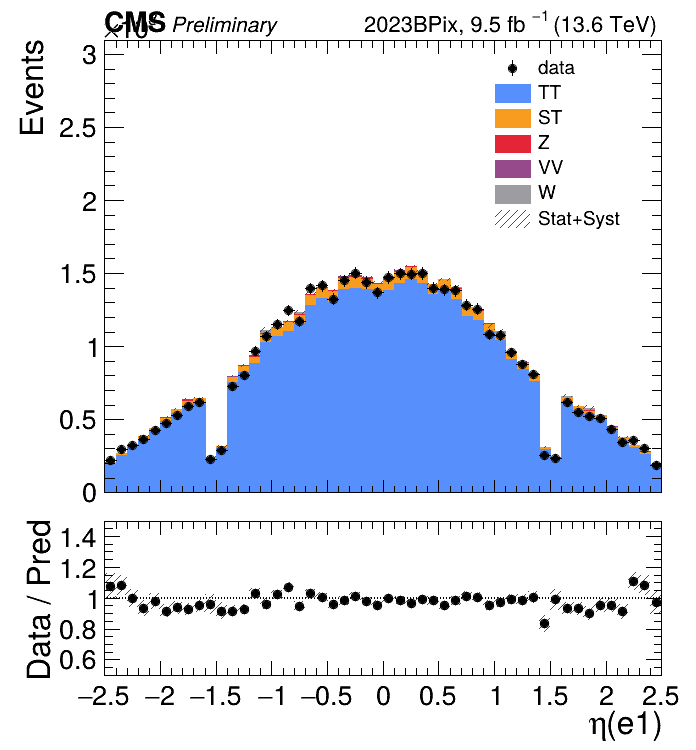 CMS Preliminary 2023BPix, 9.5 fb⁻¹ (13.6 TeV)
Events
3
2.5
2
1.5
1
0.5
0
data
TT
ST
Z
VV
W
Stat+Syst
Data / Pred
1.4
1.2
1
0.8
0.6
−2.5 −2 −1.5 −1 −0.5 0 0.5 1 1.5 2 2.5
η(e1)